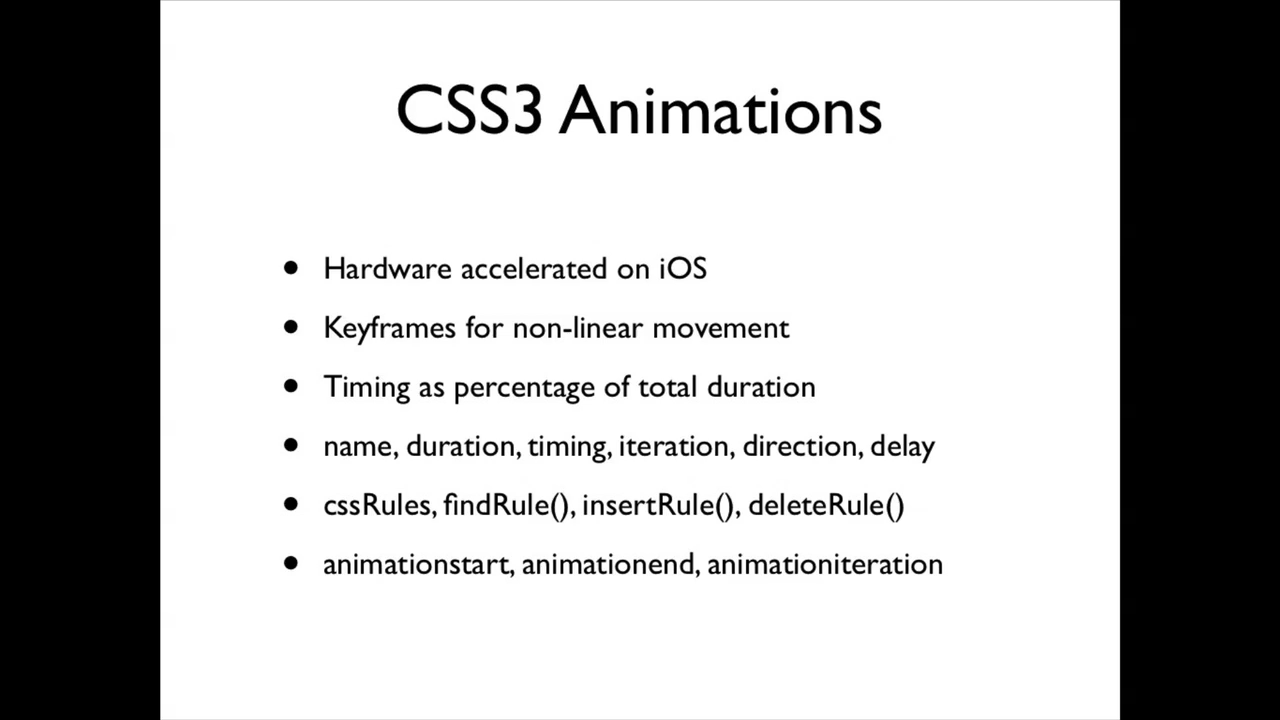 CSS3 Animations
• Hardware accelerated on iOS
• Keyframes for non-linear movement
• Timing as percentage of total duration
• name, duration, timing, iteration, direction, delay
• cssRules, findRule(), insertRule(), deleteRule()
• animationstart, animationend, animationiteration